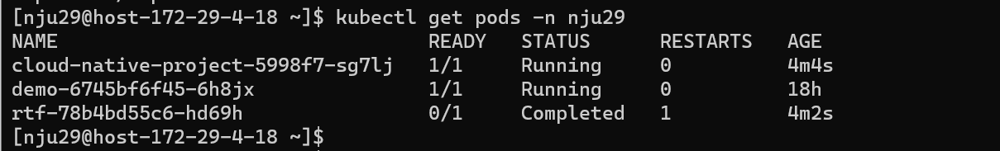 [nju29@host-172-29-4-18 ~]$ kubectl get pods -n nju29
NAME READY STATUS RESTARTS AGE
cloud-native-project-5998f7-sg7lj 1/1 Running 0 4m4s
demo-6745bf6f45-6h8jx 1/1 Running 0 18h
rtf-78b4bd55c6-hd69h 0/1 Completed 1 4m2s
[nju29@host-172-29-4-18 ~]$